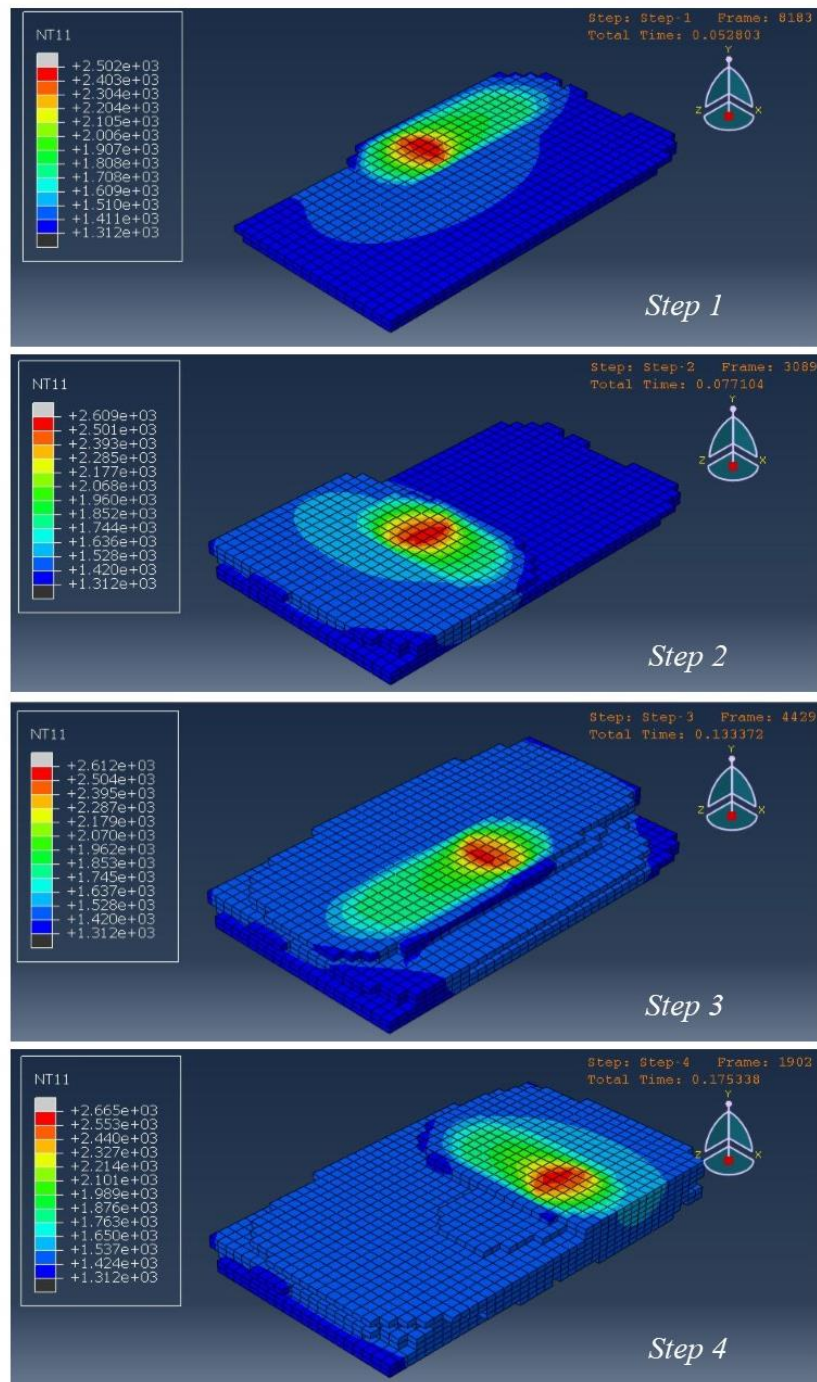 Step: Step-1 Frame: 8183
Total Time: 0.052803
NT11
+2.502e+03
+2.403e+03
+2.304e+03
+2.204e+03
+2.105e+03
+2.006e+03
+1.907e+03
+1.808e+03
+1.708e+03
+1.609e+03
+1.510e+03
+1.411e+03
+1.312e+03
Y
Z
X
Step 1
Step: Step-2 Frame: 3089
Total Time: 0.077104
NT11
+2.609e+03
+2.501e+03
+2.393e+03
+2.285e+03
+2.177e+03
+2.068e+03
+1.960e+03
+1.852e+03
+1.744e+03
+1.636e+03
+1.528e+03
+1.420e+03
+1.312e+03
Y
Z
X
Step 2
Step: Step-3 Frame: 4429
Total Time: 0.133372
NT11
+2.612e+03
+2.504e+03
+2.395e+03
+2.287e+03
+2.179e+03
+2.070e+03
+1.962e+03
+1.853e+03
+1.745e+03
+1.637e+03
+1.528e+03
+1.420e+03
+1.312e+03
Y
Z
X
Step 3
Step: Step-4 Frame: 1902
Total Time: 0.175338
NT11
+2.665e+03
+2.553e+03
+2.440e+03
+2.327e+03
+2.214e+03
+2.101e+03
+1.989e+03
+1.876e+03
+1.763e+03
+1.650e+03
+1.537e+03
+1.424e+03
+1.312e+03
Y
Z
X
Step 4